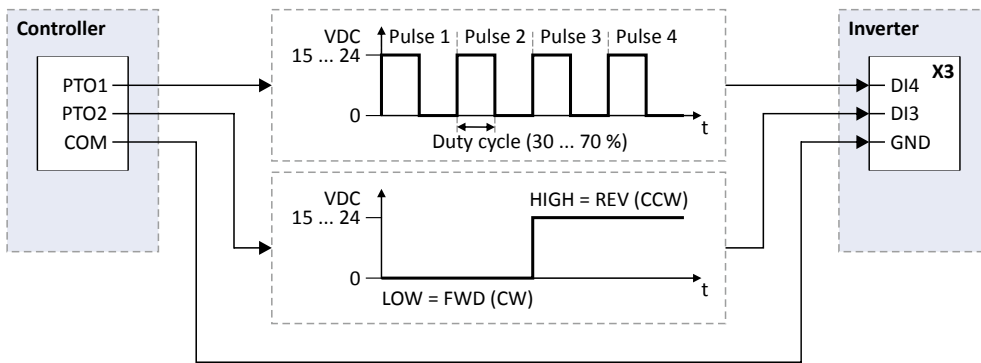 Controller
PTO1
PTO2
COM
VDC
15 ... 24
0
Pulse 1
Pulse 2
Pulse 3
Pulse 4
t
Duty cycle (30 ... 70 %)
VDC
15 ... 24
0
HIGH = REV (CCW)
LOW = FWD (CW)
t
Inverter
X3
DI4
DI3
GND